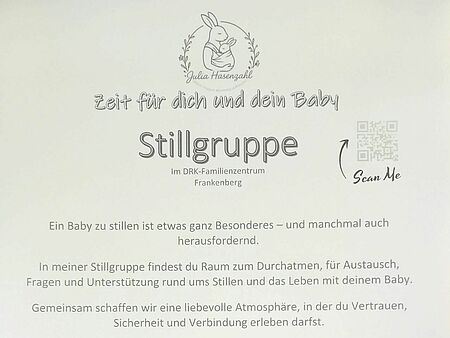 Julia Hasenzahl
Zeit für dich und dein Baby
Stillgruppe
Im DRK-Familienzentrum
Frankenberg
Scan Me
Ein Baby zu stillen ist etwas ganz Besonderes – und manchmal auch
herausfordernd.
In meiner Stillgruppe findest du Raum zum Durchatmen, für Austausch,
Fragen und Unterstützung rund ums Stillen und das Leben mit deinem Baby.
Gemeinsam schaffen wir eine liebevolle Atmosphäre, in der du Vertrauen,
Sicherheit und Verbindung erleben darfst.